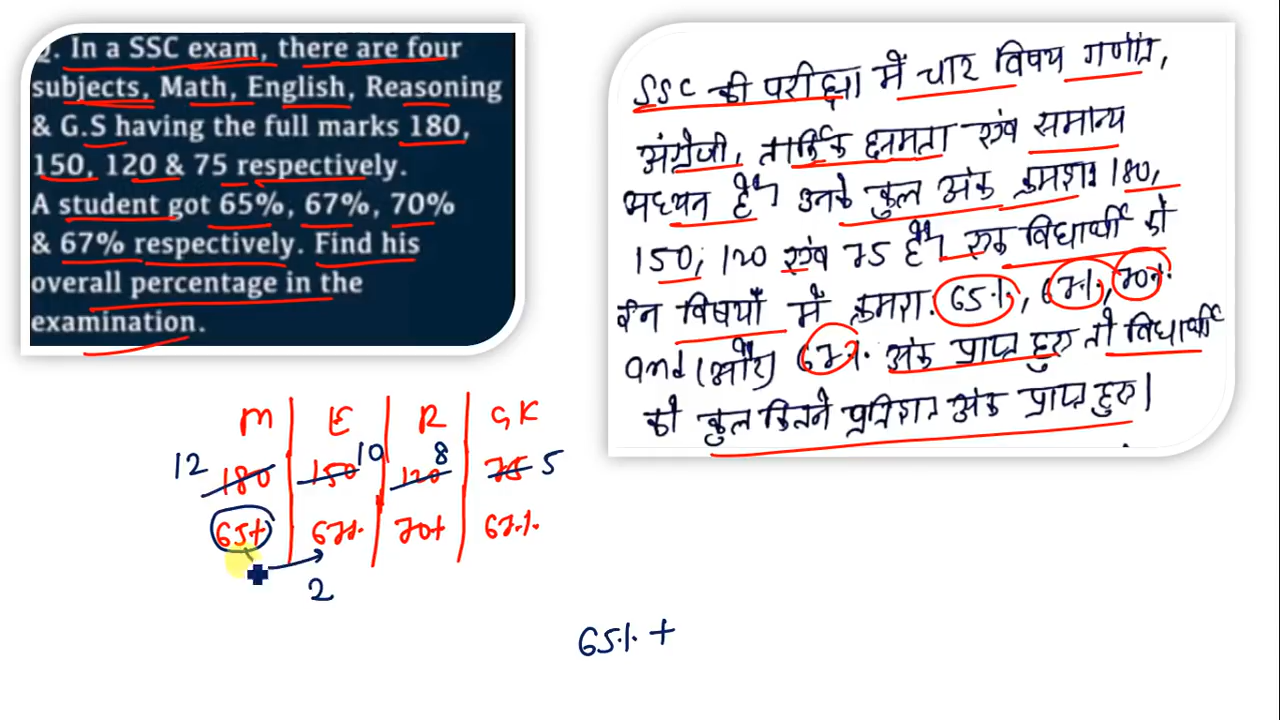 Q. In a SSC exam, there are four
subjects, Math, English, Reasoning
& G.S having the full marks 180,
150, 120 & 75 respectively.
A student got 65%, 67%, 70%
& 67% respectively. Find his
overall percentage in the
examination.
SSC की परीक्षा में चार विषय गणीत,
अंग्रेजी, तार्किक क्षमता एवं समान्य
अध्यन है उनके कुल अंक क्रमशः 180,
150, 120 एवंं 75 हैं एक विद्यार्थी को
इन विषयों में क्रमश. 65%, 67%, 70%
and (और) 67% अंक प्राप्त हुए तो विधार्थी
को कुल कितने प्रतिशत अंक प्राप्त हुए।
M E R GK
12 180 150 10 120 8 75 5
65% 67% 70% 67%
2
65% +